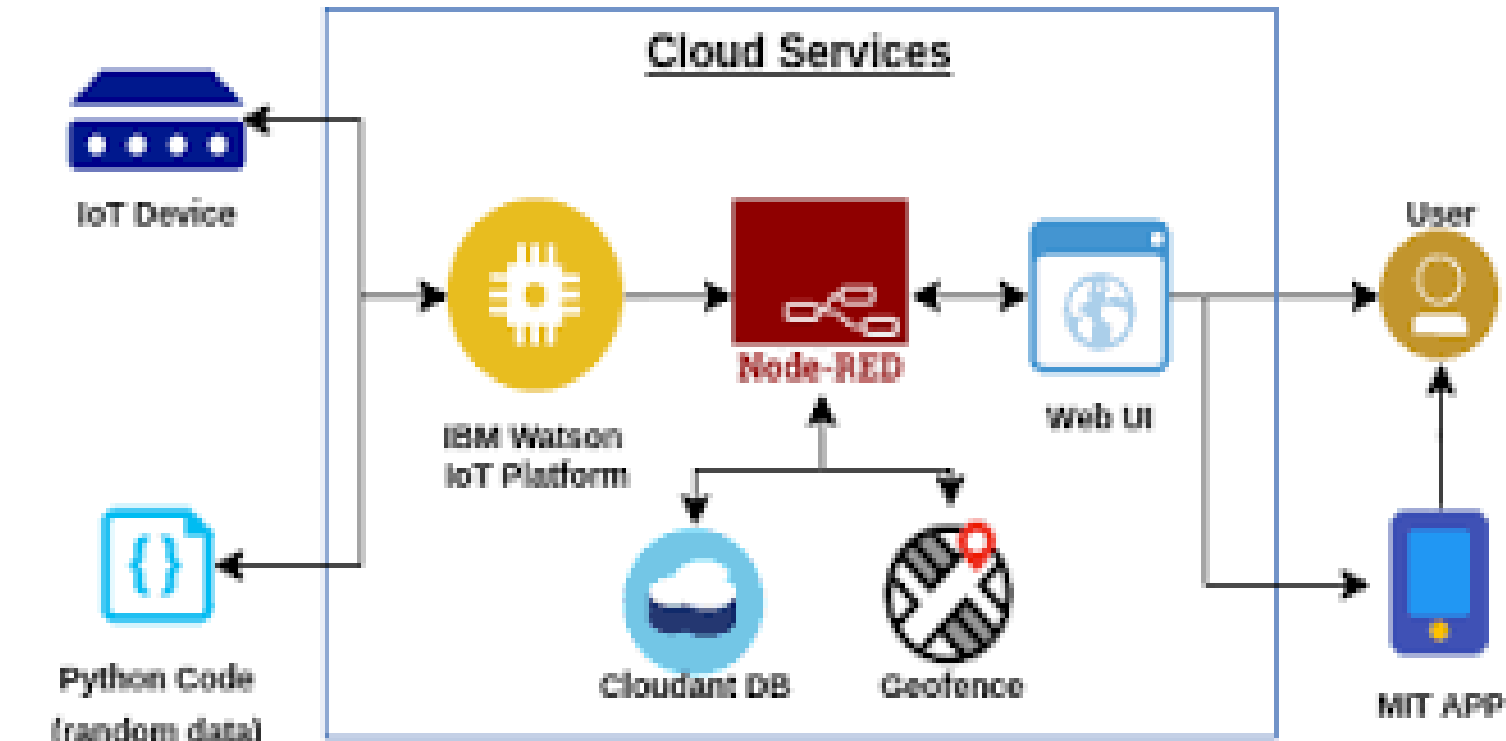 Cloud Services
IoT Device
User
Node-RED
Web UI
IBM Watson
IoT Platform
Python Code
(random data)
Cloudant DB
Geofence
MIT APP